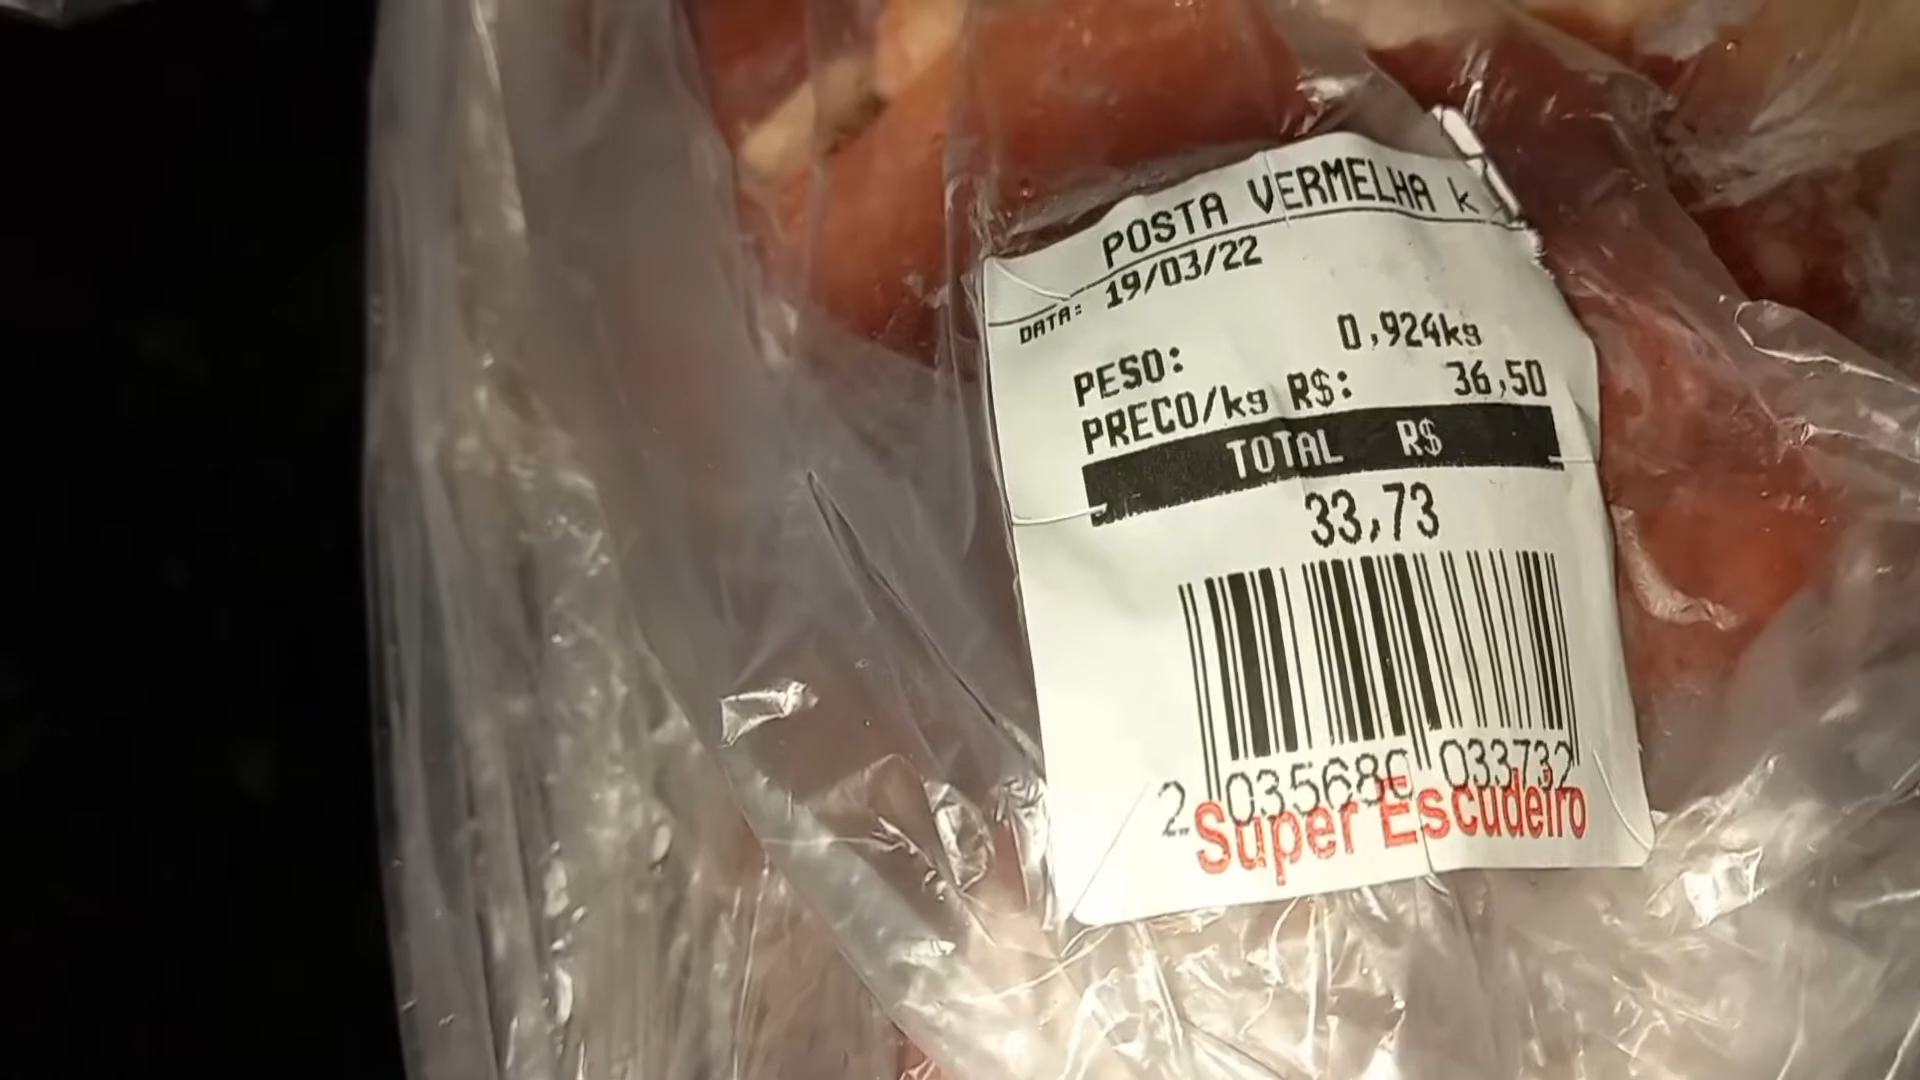 POSTA VERMELHA k
DATA: 19/03/22
PESO: 0,924kg
PRECO/kg R$: 36,50
TOTAL R$
33,73
2 035680 033732
Super Escudeiro